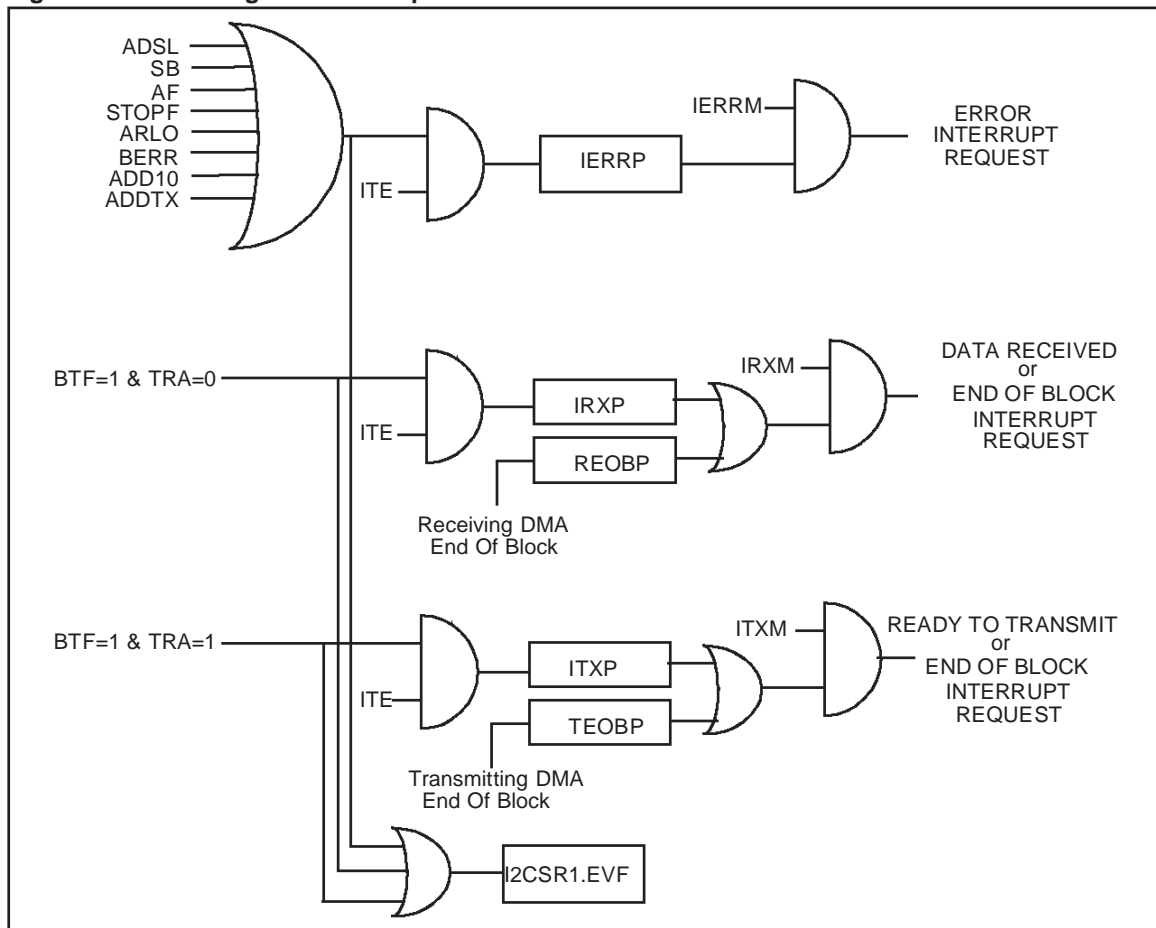 ADSL
SB
AF
STOPF
ARLO
BERR
ADD10
ADDTX
ITE
IERRP
IERRM
ERROR
INTERRUPT
REQUEST
BTF=1 & TRA=0
ITE
IRXP
REOBP
Receiving DMA
End Of Block
IRXM
DATA RECEIVED
or
END OF BLOCK
INTERRUPT
REQUEST
BTF=1 & TRA=1
ITE
ITXP
TEOBP
Transmitting DMA
End Of Block
ITXM
READY TO TRANSMIT
or
END OF BLOCK
INTERRUPT
REQUEST
I2CSR1.EVF